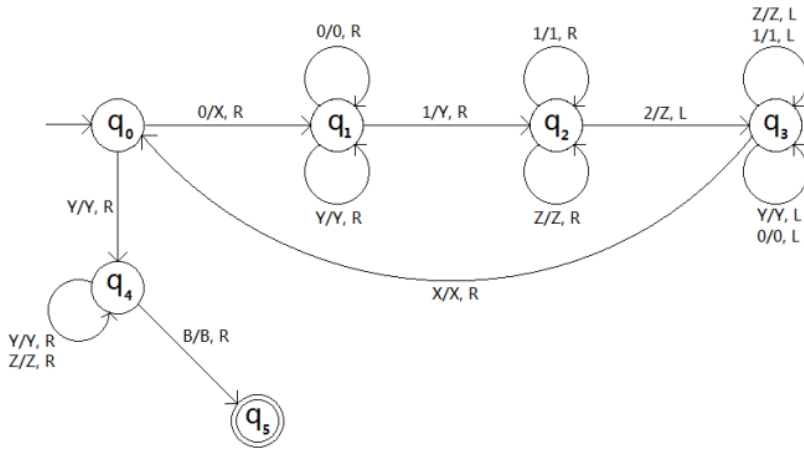 0/0, R
1/1, R
Z/Z, L
1/1, L
q0
0/X, R
q1
1/Y, R
q2
2/Z, L
q3
Y/Y, R
Y/Y, R
Z/Z, R
Y/Y, L
0/0, L
q4
X/X, R
Y/Y, R
Z/Z, R
B/B, R
q5